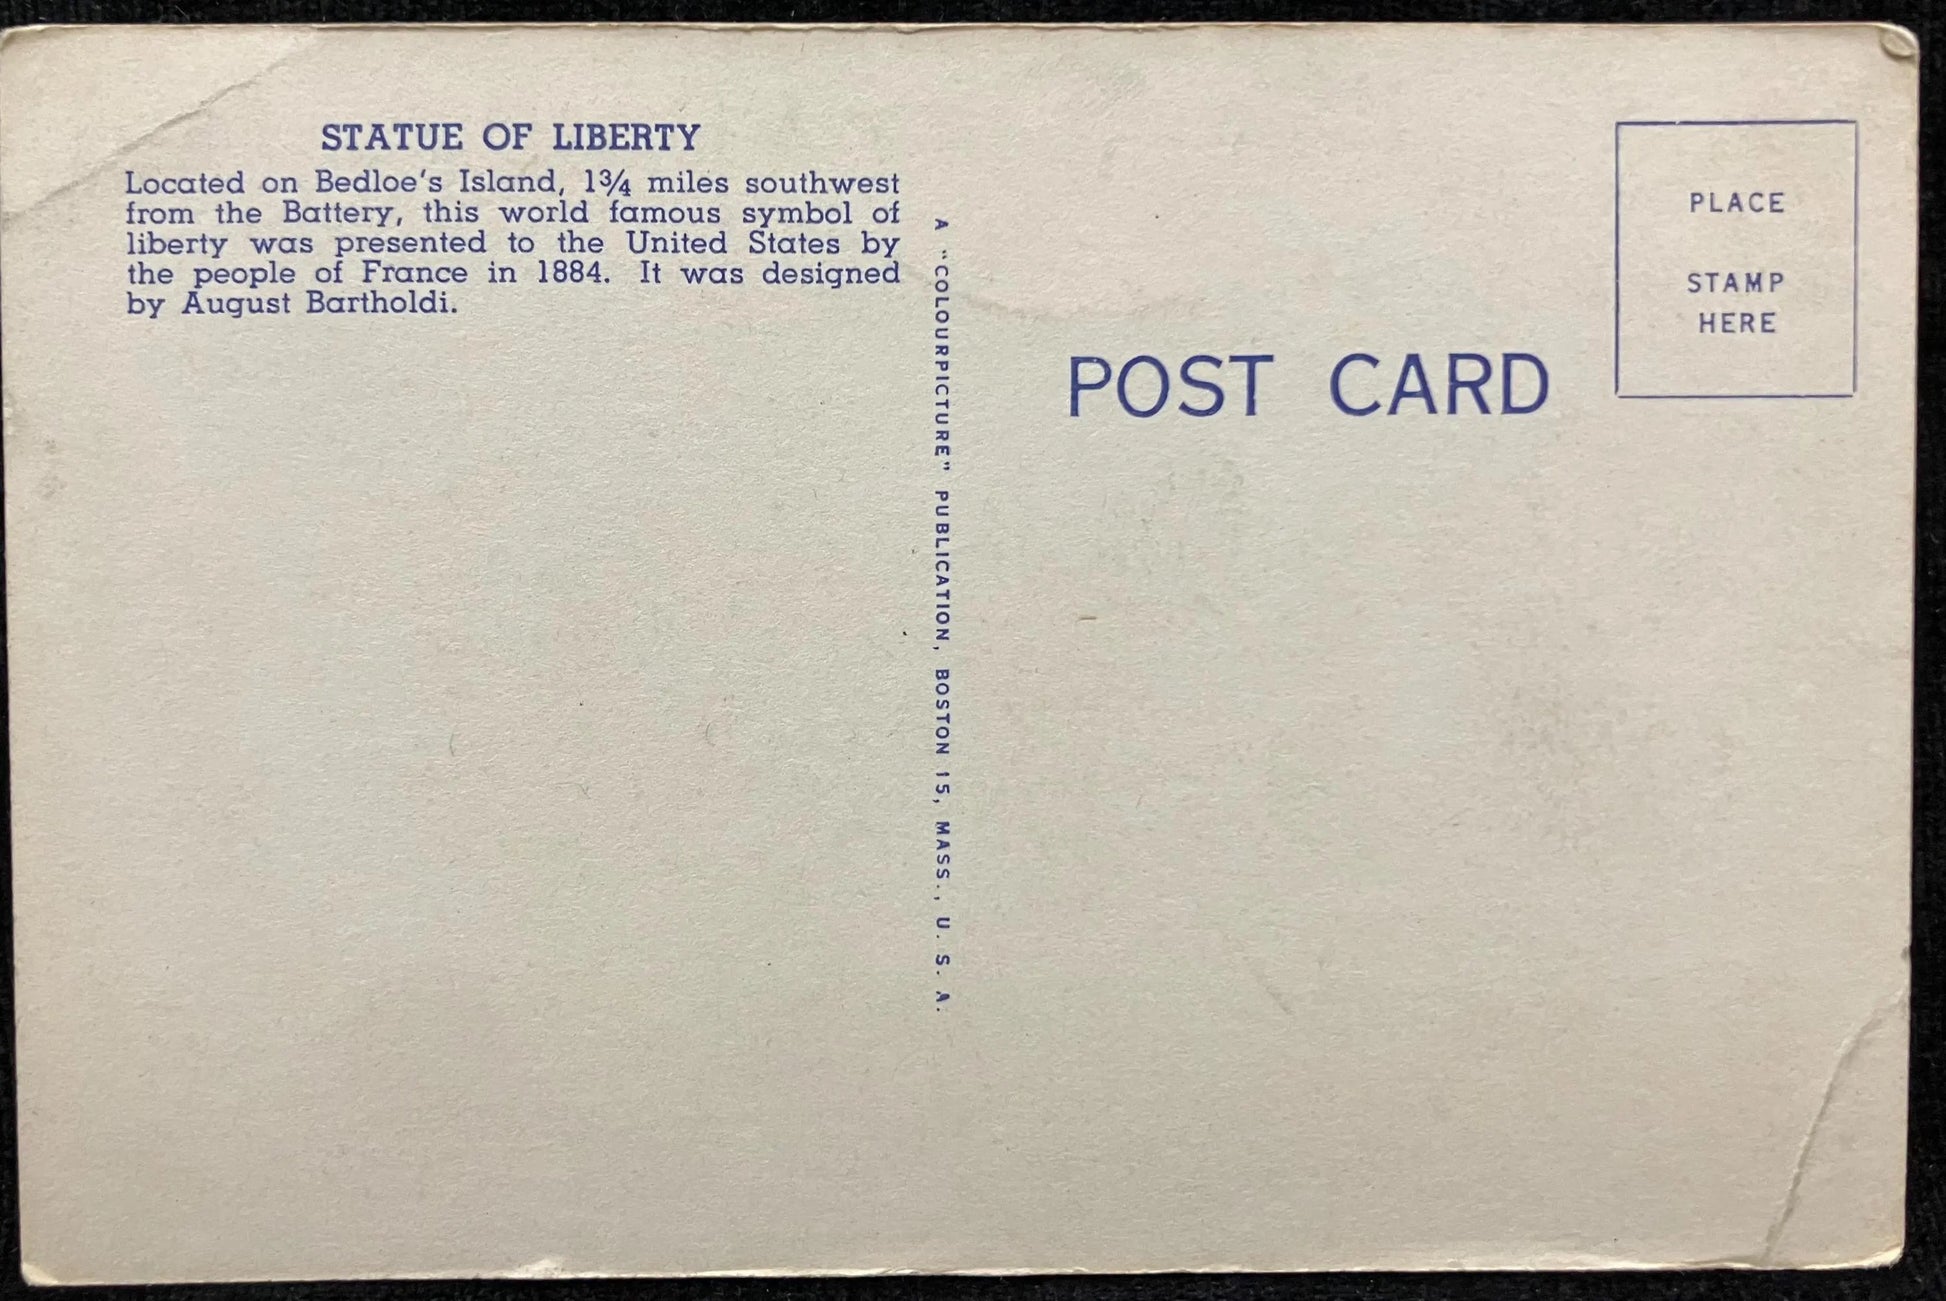 STATUE OF LIBERTY
Located on Bedloe's Island, 1¾ miles southwest
from the Battery, this world famous symbol of
liberty was presented to the United States by
the people of France in 1884. It was designed
by August Bartholdi.
A "COLOURPICTURE" PUBLICATION, BOSTON 15, MASS., U. S. A.
POST CARD
PLACE
STAMP
HERE